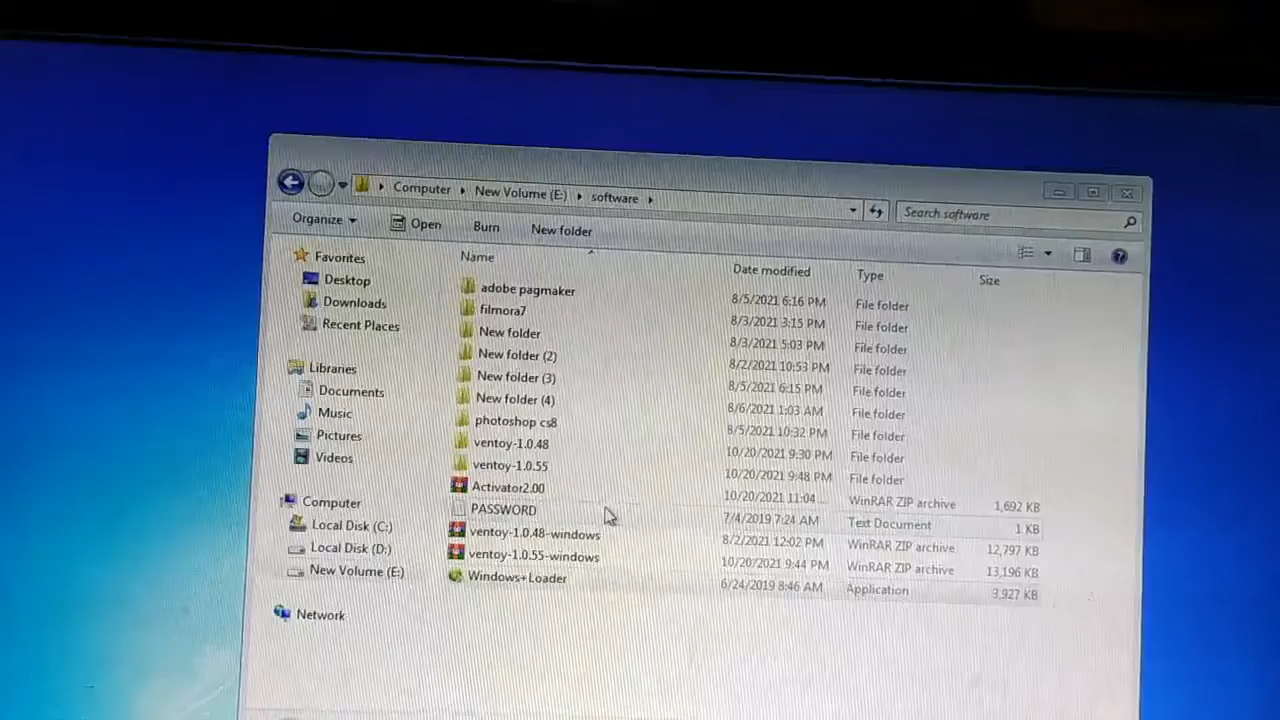 Computer New Volume (E:) software
Search software
Organize Open Burn New folder
Favorites
Desktop
Downloads
Recent Places
Libraries
Documents
Music
Pictures
Videos
Computer
Local Disk (C:)
Local Disk (D:)
New Volume (E:)
Network
Name Date modified Type Size
adobe pagmaker 8/5/2021 6:16 PM File folder
filmora7 8/3/2021 3:15 PM File folder
New folder 8/3/2021 5:03 PM File folder
New folder (2) 8/2/2021 10:53 PM File folder
New folder (3) 8/5/2021 6:15 PM File folder
New folder (4) 8/6/2021 1:03 AM File folder
photoshop cs8 8/5/2021 10:32 PM File folder
ventoy-1.0.48 10/20/2021 9:30 PM File folder
ventoy-1.0.55 10/20/2021 9:48 PM File folder
Activator2.00 10/20/2021 11:04 ... WinRAR ZIP archive 1,692 KB
PASSWORD 7/4/2019 7:24 AM Text Document 1 KB
ventoy-1.0.48-windows 8/2/2021 12:02 PM WinRAR ZIP archive 12,797 KB
ventoy-1.0.55-windows 10/20/2021 9:44 PM WinRAR ZIP archive 13,196 KB
Windows+Loader 6/24/2019 8:46 AM Application 3,927 KB